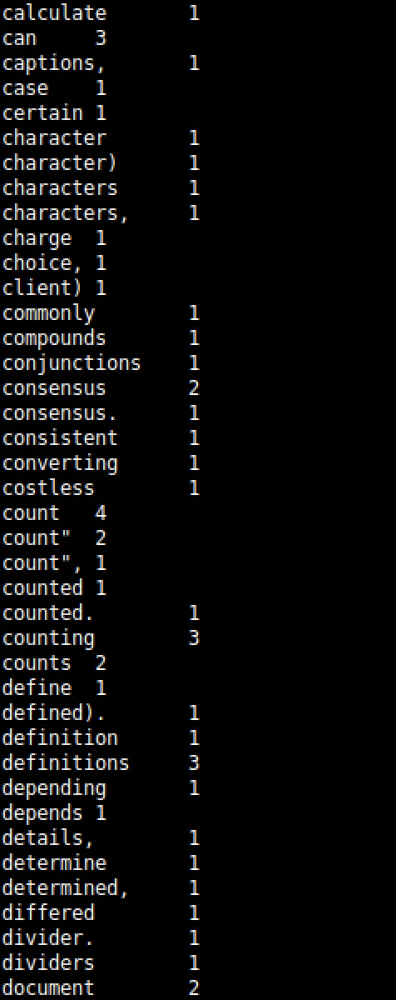 calculate 1
can 3
captions, 1
case 1
certain 1
character 1
character) 1
characters 1
characters, 1
charge 1
choice, 1
client) 1
commonly 1
compounds 1
conjunctions 1
consensus 2
consensus. 1
consistent 1
converting 1
costless 1
count 4
count" 2
count", 1
counted 1
counted. 1
counting 3
counts 2
define 1
defined). 1
definition 1
definitions 3
depending 1
depends 1
details, 1
determine 1
determined, 1
differed 1
divider. 1
dividers 1
document 2